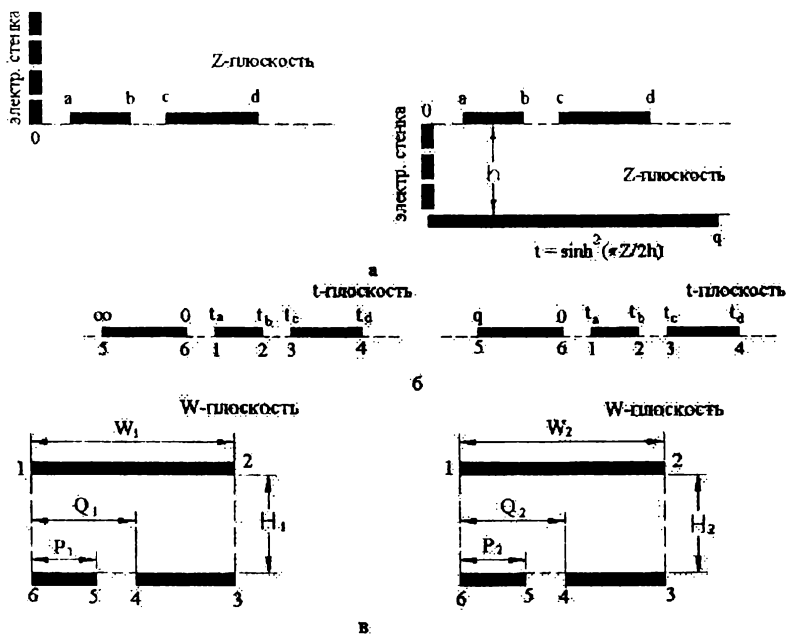 электр. стенка
Z-плоскость
a b c d
0
0
a b c d
электр. стенка
h
Z-плоскость
q
t = sinh²(πZ/2h)
а
t-плоскость
∞ 0 tₐ t_b t_c t_d
5 6 1 2 3 4
t-плоскость
q 0 tₐ t_b t_c t_d
5 6 1 2 3 4
б
W-плоскость
W₁
1 2
Q₁
H₁
P₁
6 5 4 3
W-плоскость
W₂
1 2
Q₂
H₂
P₂
6 5 4 3
в